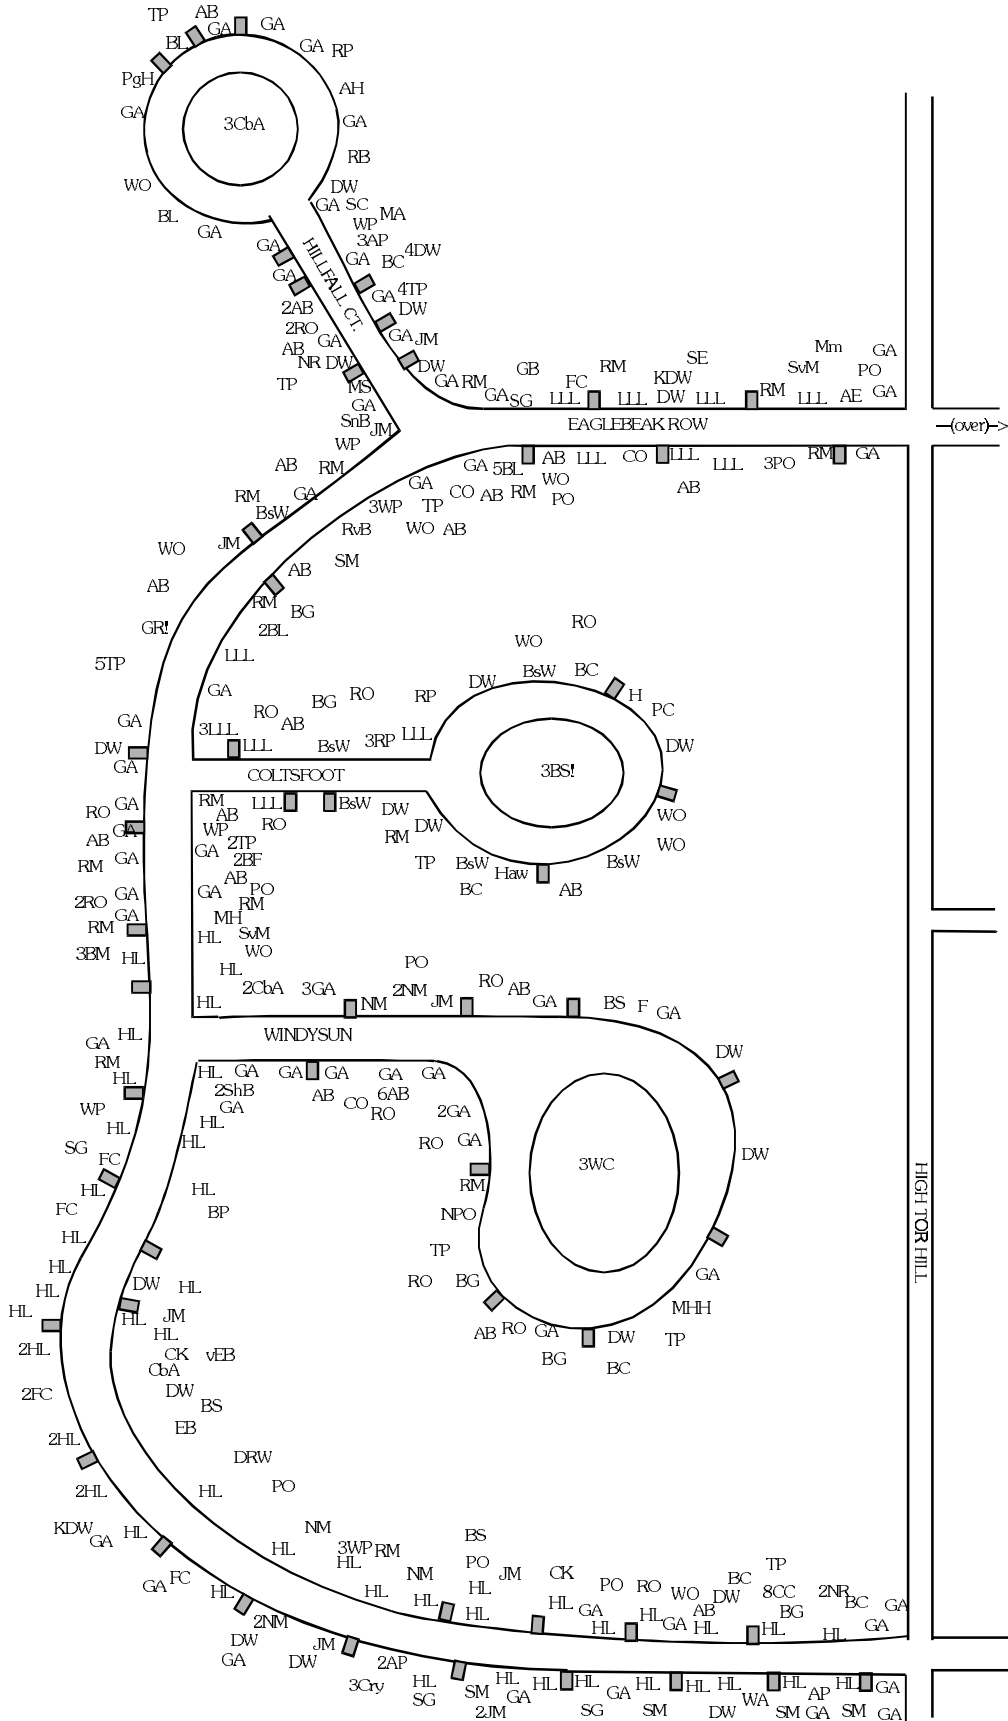 TP AB GA GA
BL GA RP
PgH AH
GA 3CbA GA
RB
WO DW
BL GA SC MA
GA WP
GA 3AP 4DW
HILLFALL CT. GA BC
GA GA 4TP
2AB DW
2RO GA GA JM
AB
NR DW DW
TP MS GA RM
GA GA SG
GB FC RM SE KDW SvM Mm GA PO
LLL LLL DW LLL RM LLL AE GA
SnB JM
EAGLEBEAK ROW (over)
WP
AB RM GA 5BL AB LLL CO LLL LLL 3PO RM GA
WO
RM GA GA CO AB RM PO AB
BsW 3WP TP
JM RvB WO AB
WO SM
AB AB
RM BG
GR! 2BL
5TP LLL
RO
WO
BsW BC
DW H
GA BG RO RP PC
GA RO AB
3LLL LLL BsW 3RP LLL DW
DW
GA COLTSFOOT 3BS!
RM LLL BsW DW
GA AB RO DW WO
RO WP RM
GA 2TP WO
AB GA 2BF TP BsW BsW
GA Haw
RM AB BC AB
GA GA PO
2RO RM
GA MH
RM HL SvM
3BM HL WO
HL PO
2CbA 3GA 2NM RO AB
HL NM JM GA BS F GA
HL WINDYSUN
GA DW
RM HL GA GA GA GA GA
HL 2ShB AB CO 6AB
WP GA RO 2GA
HL HL
SG HL RO GA
FC DW
3WC
HL HL RM
FC BP NPO
HIGH TOR HILL
HL TP
HL
HL DW HL RO BG GA
HL HL JM MHH
HL AB RO GA DW TP
2HL CK vEB BG BC
CbA
2FC DW
BS
EB
2HL
DRW
2HL HL PO
KDW GA HL NM BS
HL 3WP RM PO
HL NM JM CK TP
GA FC HL HL PO RO WO DW BC 8CC 2NR BC
HL HL HL HL GA HL GA AB BG GA
2NM HL HL HL HL GA
DW GA JM
DW 2AP
3Cry HL HL HL HL HL HL HL HL HL GA
SG SM GA GA DW WA AP SM
2JM SG SM SM GA GA